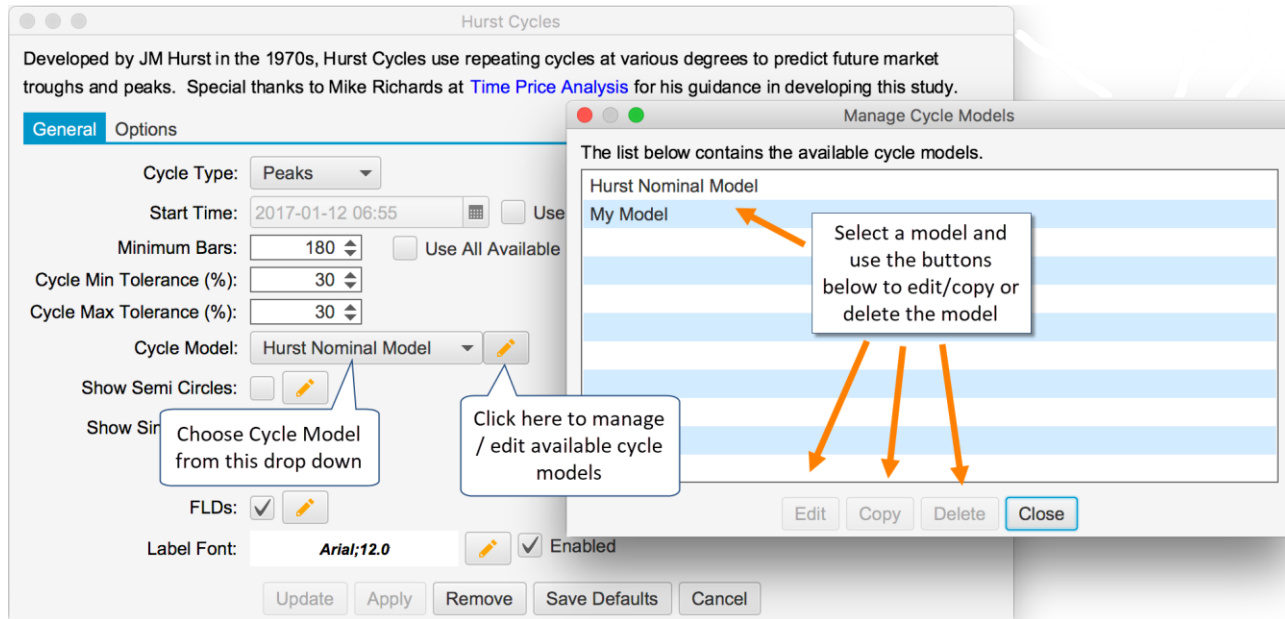 Hurst Cycles
Developed by JM Hurst in the 1970s, Hurst Cycles use repeating cycles at various degrees to predict future market
troughs and peaks.  Special thanks to Mike Richards at Time Price Analysis for his guidance in developing this study.
General Options
Cycle Type: Peaks
Start Time: 2017-01-12 06:55 Use
Minimum Bars: 180 Use All Available
Cycle Min Tolerance (%): 30
Cycle Max Tolerance (%): 30
Cycle Model: Hurst Nominal Model
Show Semi Circles:
Show
Choose Cycle Model
from this drop down
Click here to manage
/ edit available cycle
models
FLDs:
Label Font: Arial;12.0 Enabled
Update Apply Remove Save Defaults Cancel
Manage Cycle Models
The list below contains the available cycle models.
Hurst Nominal Model
My Model
Select a model and
use the buttons
below to edit/copy or
delete the model
Edit Copy Delete Close